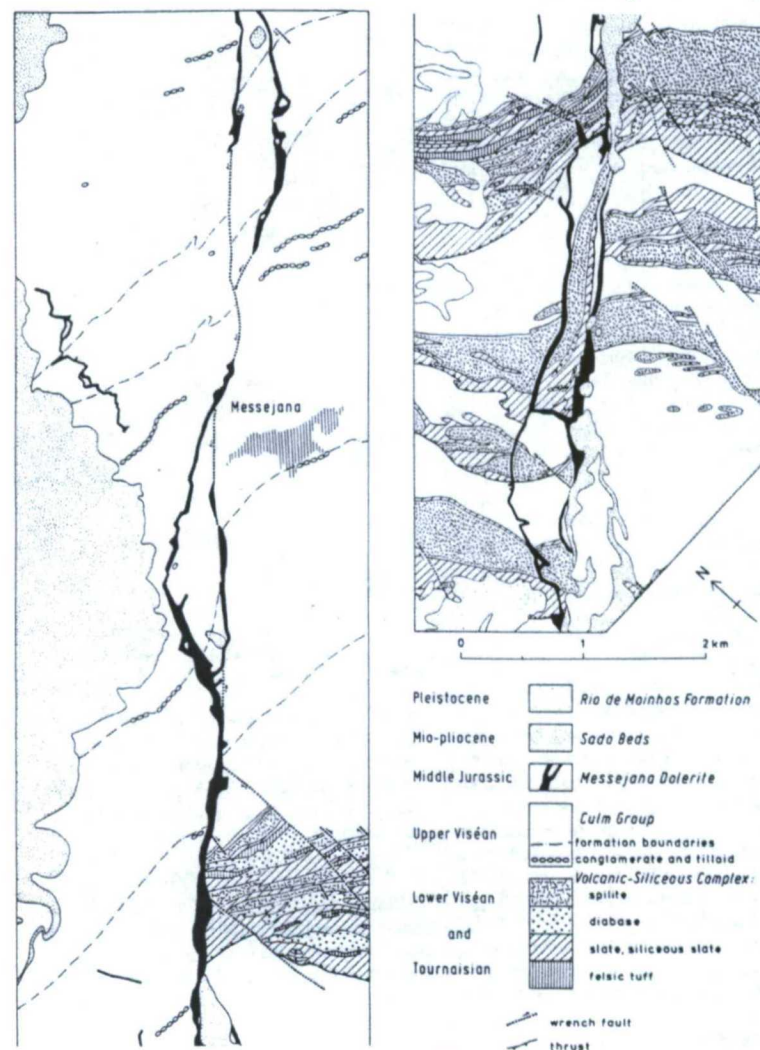 Messejana
N
0 1 2 km
Pleistocene Rio de Moinhos Formation
Mio-pliocene Sado Beds
Middle Jurassic Messejana Dolerite
Upper Viséan Culm Group
formation boundaries
conglomerate and tilloid
Volcanic-Siliceous Complex:
Lower Viséan spilite
diabase
and
slate, siliceous slate
Tournaisian felsic tuff
wrench fault
thrust